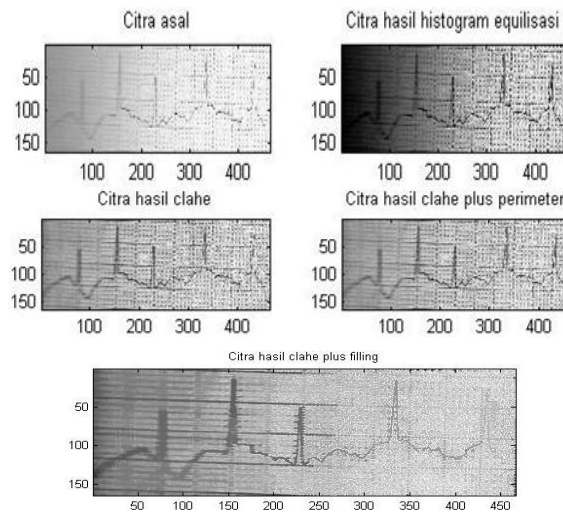 Citra asal
50
100
150
100 200 300 400
Citra hasil histogram equilisasi
50
100
150
100 200 300 400
Citra hasil clahe
50
100
150
100 200 300 400
Citra hasil clahe plus perimeter
50
100
150
100 200 300 400
Citra hasil clahe plus filling
50
100
150
50 100 150 200 250 300 350 400 450